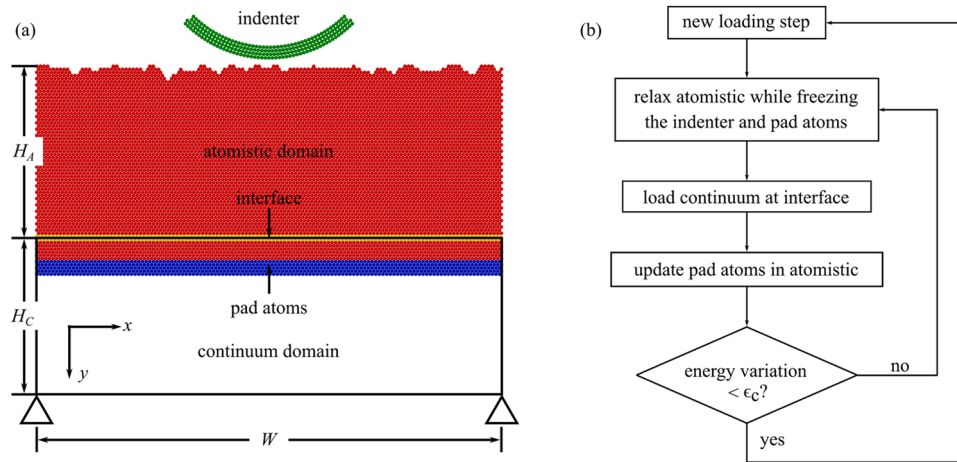 (a)
indenter
H_A
atomistic domain
interface
pad atoms
H_C
x
continuum domain
y
W
(b)
new loading step
relax atomistic while freezing
the indenter and pad atoms
load continuum at interface
update pad atoms in atomistic
energy variation
< ϵc?
no
yes